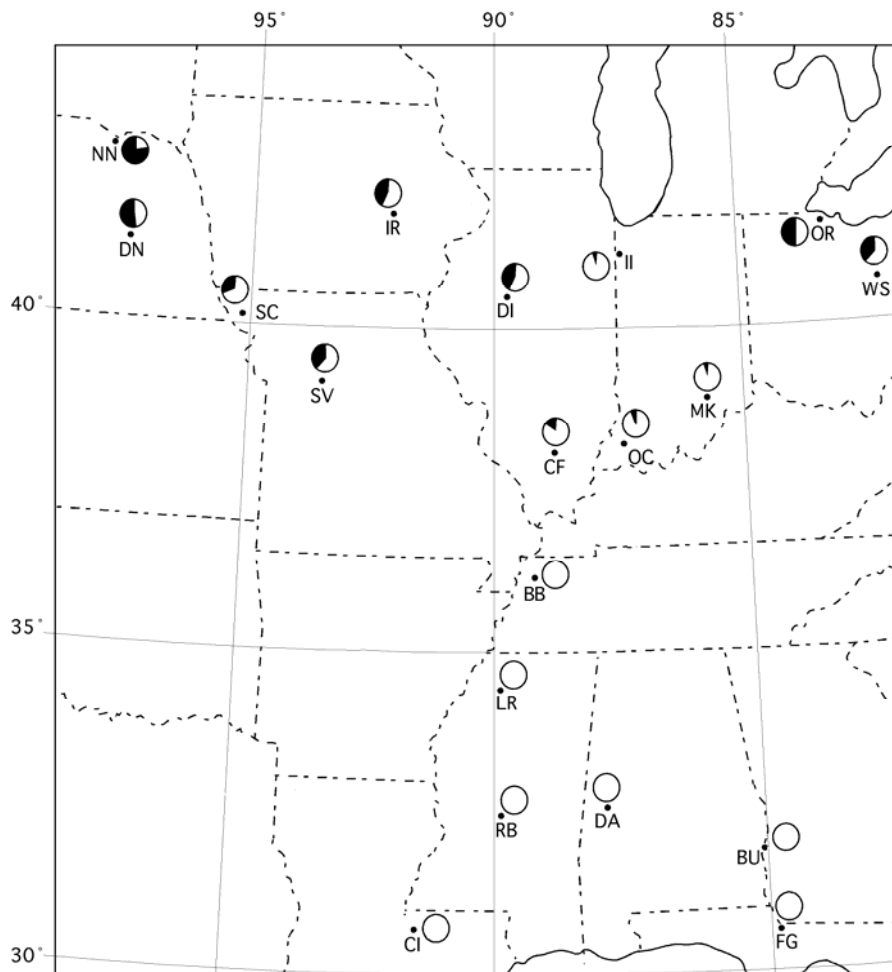 95°
90°
85°
NN
DN
IR
II
OR
WS
SC
DI
40°
SV
MK
CF
OC
BB
35°
LR
RB
DA
BU
CI
FG
30°